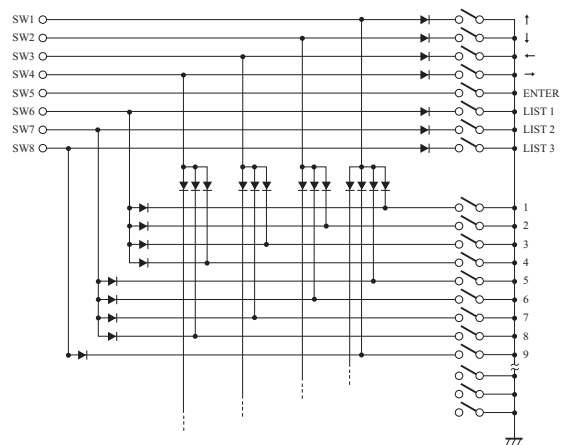 SW1 ↑
SW2 ↓
SW3 ←
SW4 →
SW5 ENTER
SW6 LIST 1
SW7 LIST 2
SW8 LIST 3
1
2
3
4
5
6
7
8
9